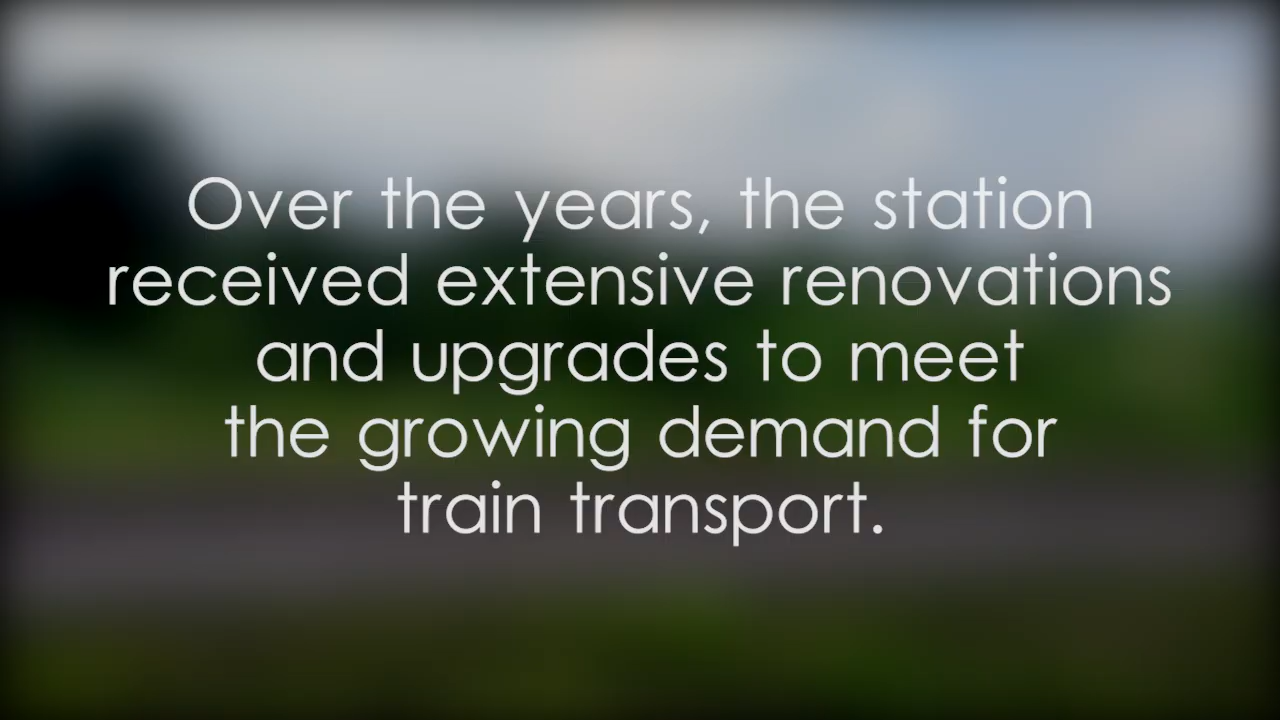 Over the years, the station
received extensive renovations
and upgrades to meet
the growing demand for
train transport.